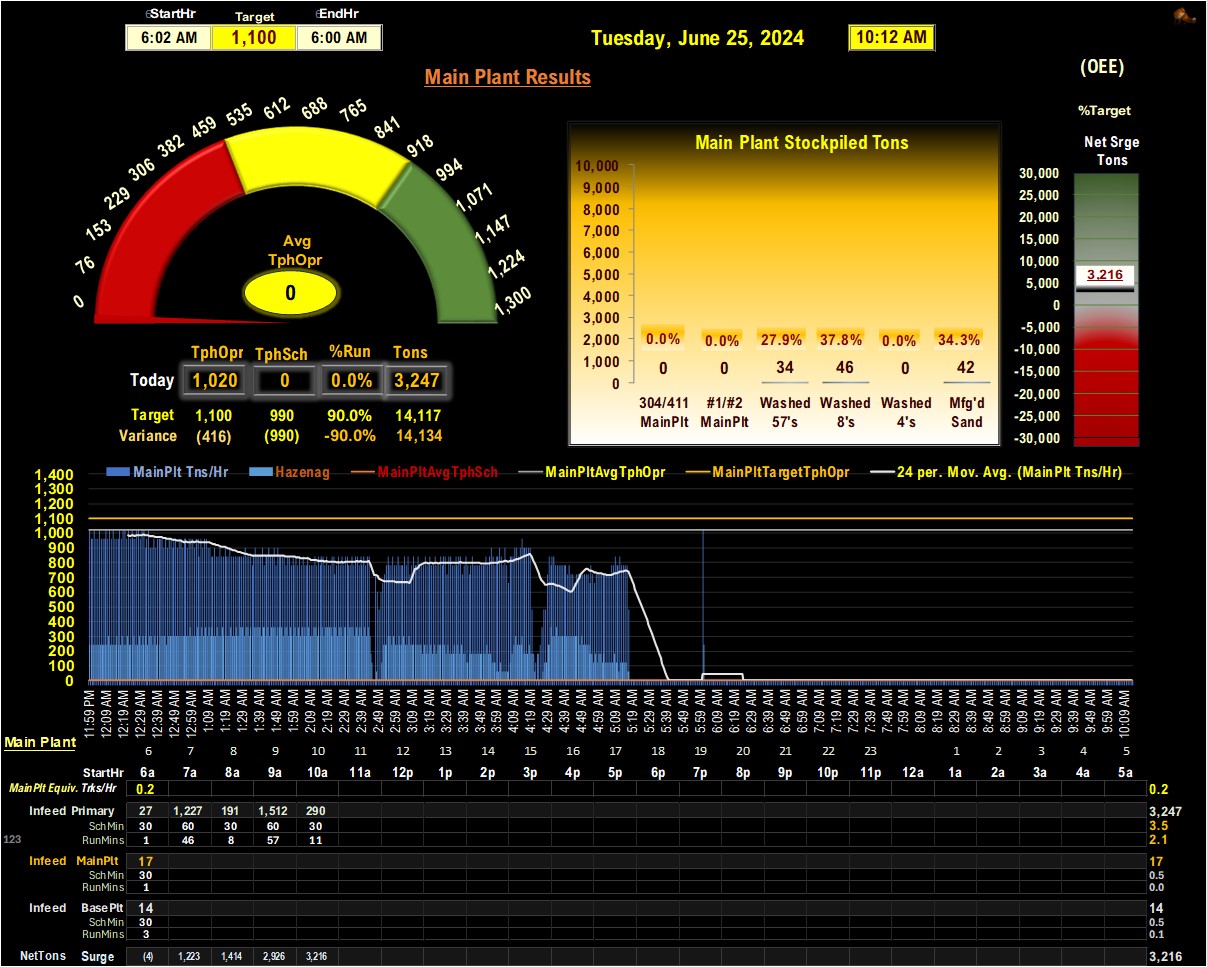 StartHr Target EndHr
6:02 AM 1,100 6:00 AM
Tuesday, June 25, 2024 10:12 AM
(OEE)
Main Plant Results
%Target
Net Srge
Tons
0 76 153 229 306 382 459 535 612 688 765 841 918 994 1,071 1,147 1,224 1,300
Avg
TphOpr
0
TphOpr TphSch %Run Tons
Today 1,020 0 0.0% 3,247
Target 1,100 990 90.0% 14,117
Variance (416) (990) -90.0% 14,134
Main Plant Stockpiled Tons
10,000
9,000
8,000
7,000
6,000
5,000
4,000
3,000
2,000
1,000
0
0.0% 0.0% 27.9% 37.8% 0.0% 34.3%
0 0 34 46 0 42
304/411 #1/#2 Washed Washed Washed Mfg'd
MainPlt MainPlt 57's 8's 4's Sand
30,000
25,000
20,000
15,000
10,000
5,000
0
-5,000
-10,000
-15,000
-20,000
-25,000
-30,000
3,216
MainPlt Tns/Hr Hazenag MainPltAvgTphSch MainPltAvgTphOpr MainPltTargetTphOpr 24 per. Mov. Avg. (MainPlt Tns/Hr)
1,400
1,300
1,200
1,100
1,000
900
800
700
600
500
400
300
200
100
0
11:59 PM 12:09 AM 12:19 AM 12:29 AM 12:39 AM 12:49 AM 12:59 AM 1:09 AM 1:19 AM 1:29 AM 1:39 AM 1:49 AM 1:59 AM 2:09 AM 2:19 AM 2:29 AM 2:39 AM 2:49 AM 2:59 AM 3:09 AM 3:19 AM 3:29 AM 3:39 AM 3:49 AM 3:59 AM 4:09 AM 4:19 AM 4:29 AM 4:39 AM 4:49 AM 4:59 AM 5:09 AM 5:19 AM 5:29 AM 5:39 AM 5:49 AM 5:59 AM 6:09 AM 6:19 AM 6:29 AM 6:39 AM 6:49 AM 6:59 AM 7:09 AM 7:19 AM 7:29 AM 7:39 AM 7:49 AM 7:59 AM 8:09 AM 8:19 AM 8:29 AM 8:39 AM 8:49 AM 8:59 AM 9:09 AM 9:19 AM 9:29 AM 9:39 AM 9:49 AM 9:59 AM 10:09 AM
Main Plant
6 7 8 9 10 11 12 13 14 15 16 17 18 19 20 21 22 23 1 2 3 4 5
StartHr 6a 7a 8a 9a 10a 11a 12p 1p 2p 3p 4p 5p 6p 7p 8p 9p 10p 11p 12a 1a 2a 3a 4a 5a
MainPlt Equiv. Trks/Hr 0.2 0.2
Infeed Primary 27 1,227 191 1,512 290 3,247
SchMin 30 60 30 60 30 3.5
123 RunMins 1 46 8 57 11 2.1
Infeed MainPlt 17 17
SchMin 30 0.5
RunMins 1 0.0
Infeed BasePlt 14 14
SchMin 30 0.5
RunMins 3 0.1
NetTons Surge (4) 1,223 1,414 2,926 3,216 3,216